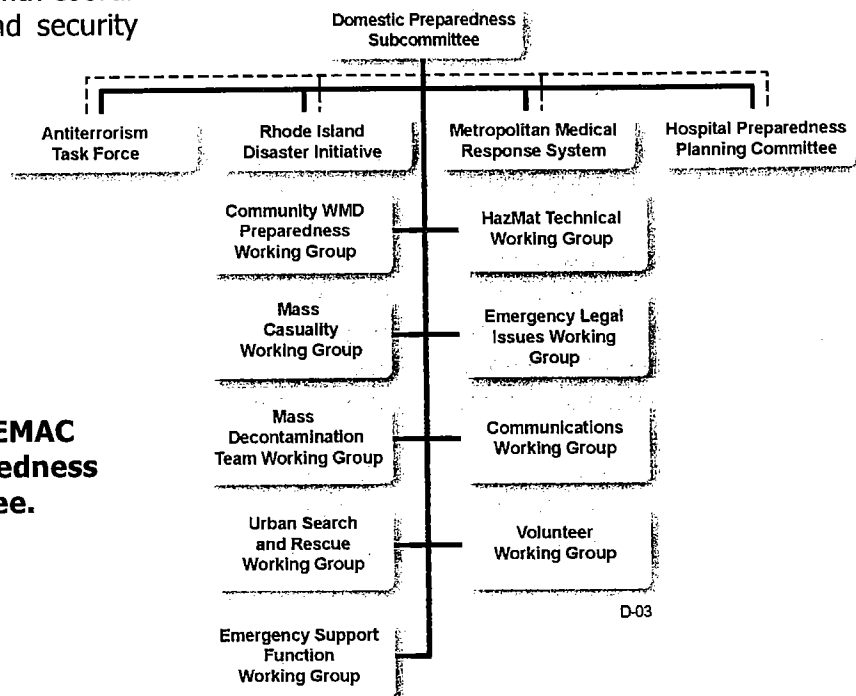 nd security
Domestic Preparedness
Subcommittee
Antiterrorism
Task Force
Rhode Island
Disaster Initiative
Metropolitan Medical
Response System
Hospital Preparedness
Planning Committee
Community WMD
Preparedness
Working Group
HazMat Technical
Working Group
Mass
Casuality
Working Group
Emergency Legal
Issues Working
Group
EMAC
edness
ee.
Mass
Decontamination
Team Working Group
Communications
Working Group
Urban Search
and Rescue
Working Group
Volunteer
Working Group
D-03
Emergency Support
Function
Working Group